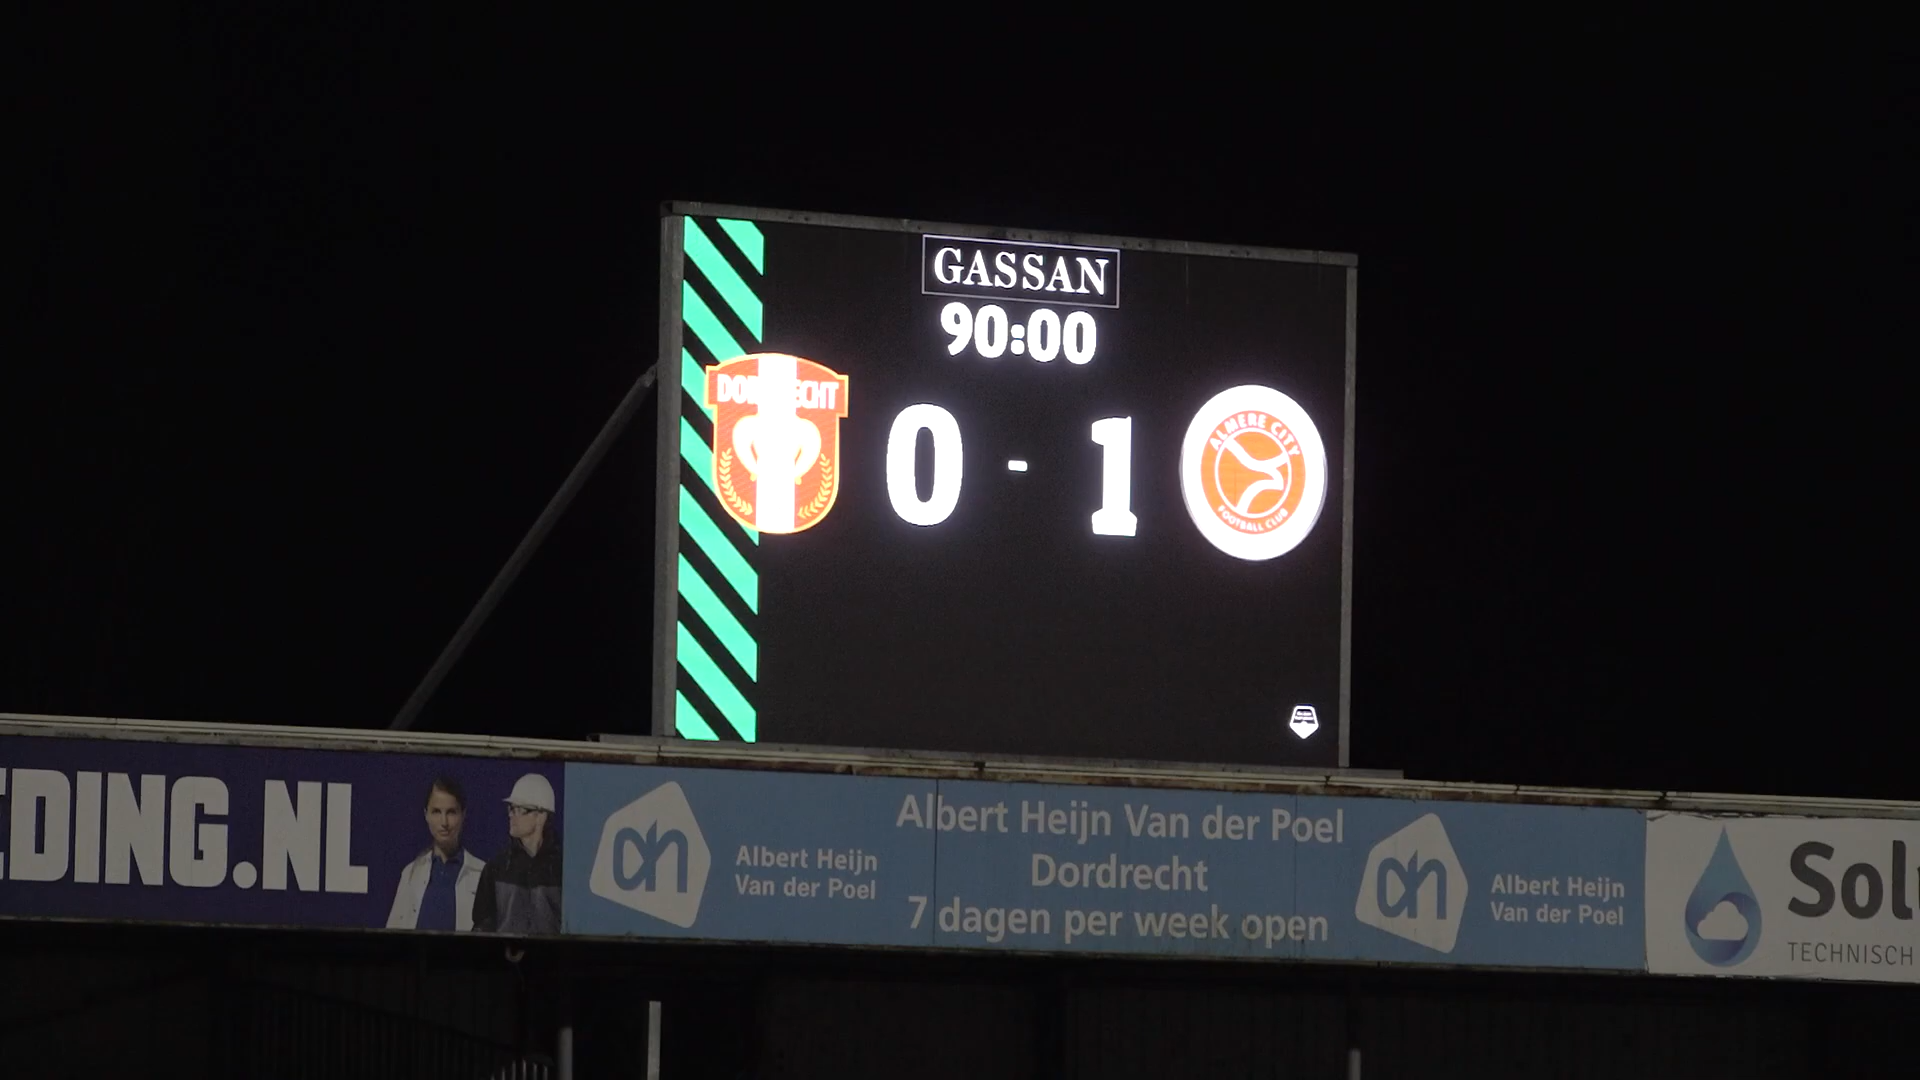 GASSAN
90:00
DORDRECHT
0 - 1
ALMERE CITY
FOOTBALL CLUB
EDING.NL
ah
Albert Heijn
Van der Poel
Albert Heijn Van der Poel
Dordrecht
7 dagen per week open
ah
Albert Heijn
Van der Poel
Sol
TECHNISCH